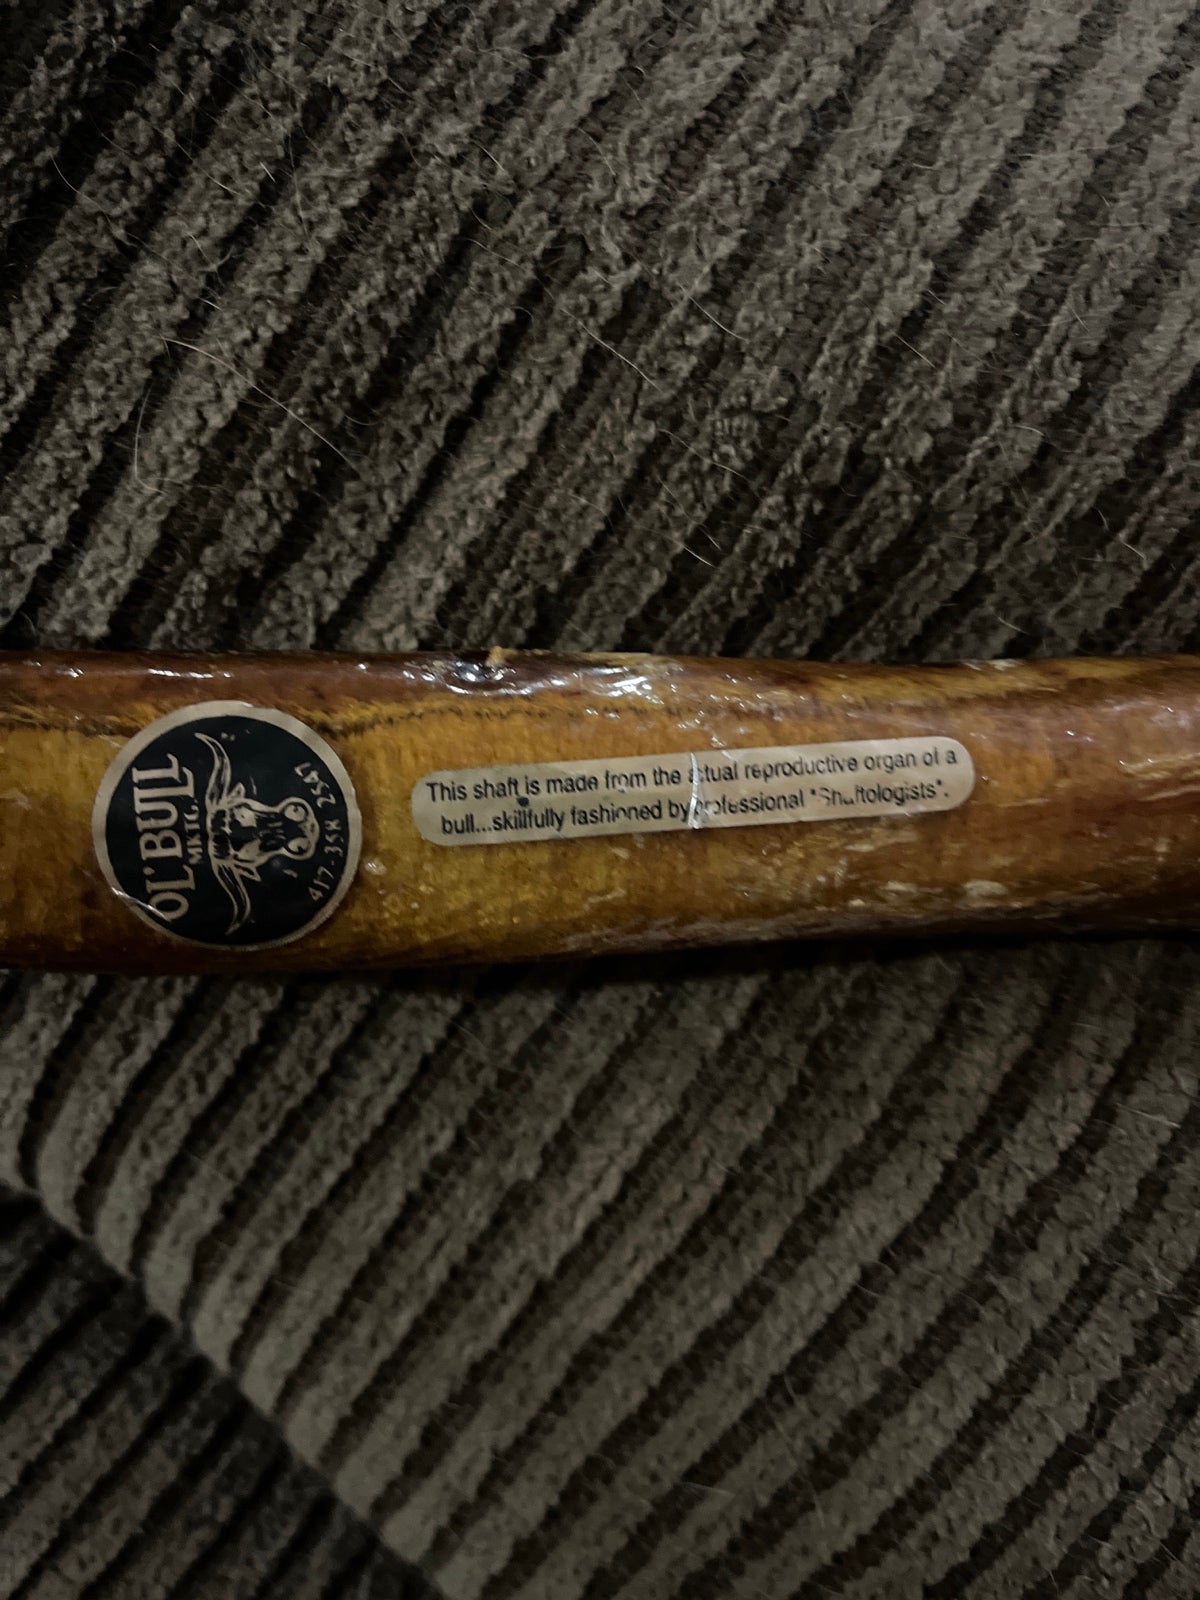 OL' BULL
MKTG.
417-358 2547
This shaft is made from the actual reproductive organ of a
bull...skillfully fashioned by professional "Shaftologists".